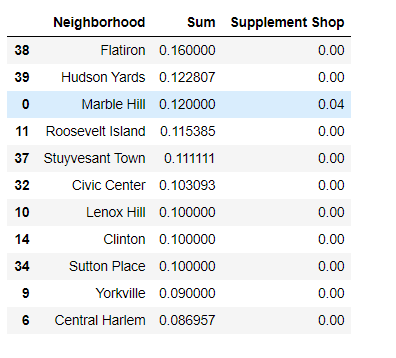 Neighborhood Sum Supplement Shop
38 Flatiron 0.160000 0.00
39 Hudson Yards 0.122807 0.00
0 Marble Hill 0.120000 0.04
11 Roosevelt Island 0.115385 0.00
37 Stuyvesant Town 0.111111 0.00
32 Civic Center 0.103093 0.00
10 Lenox Hill 0.100000 0.00
14 Clinton 0.100000 0.00
34 Sutton Place 0.100000 0.00
9 Yorkville 0.090000 0.00
6 Central Harlem 0.086957 0.00